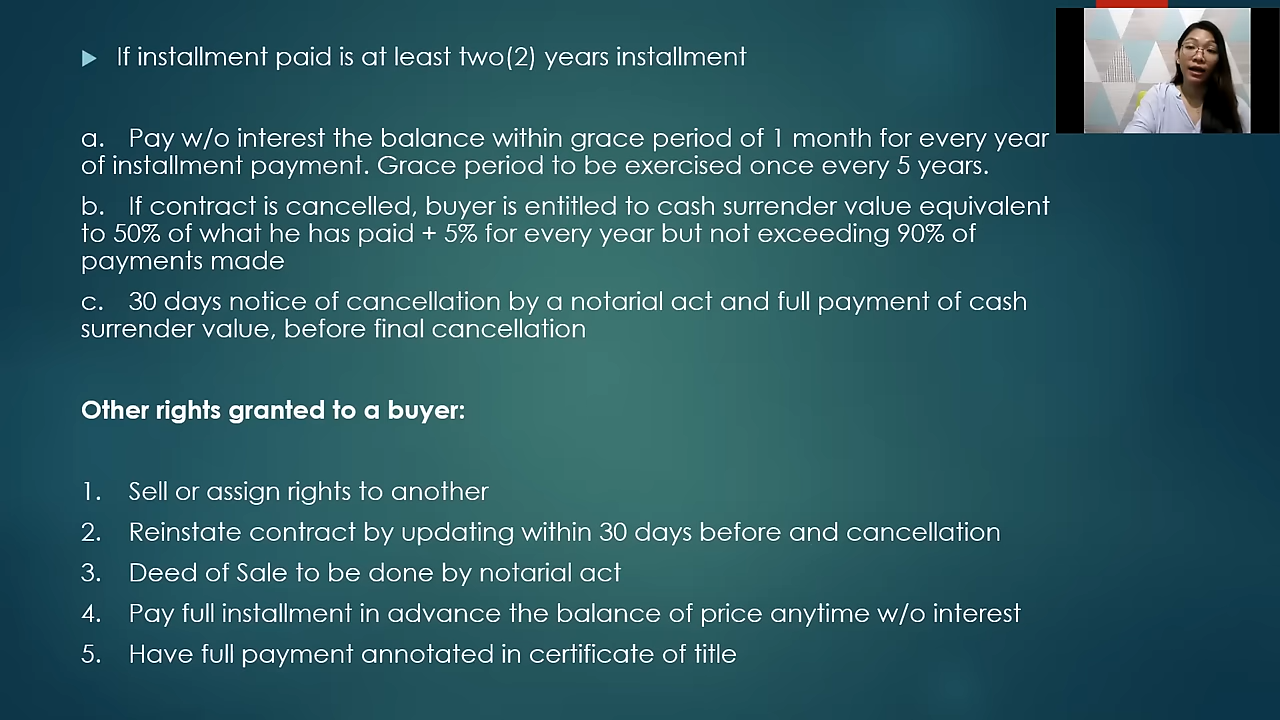 If installment paid is at least two(2) years installment
a. Pay w/o interest the balance within grace period of 1 month for every year
of installment payment. Grace period to be exercised once every 5 years.
b. If contract is cancelled, buyer is entitled to cash surrender value equivalent
to 50% of what he has paid + 5% for every year but not exceeding 90% of
payments made
c. 30 days notice of cancellation by a notarial act and full payment of cash
surrender value, before final cancellation
Other rights granted to a buyer:
1. Sell or assign rights to another
2. Reinstate contract by updating within 30 days before and cancellation
3. Deed of Sale to be done by notarial act
4. Pay full installment in advance the balance of price anytime w/o interest
5. Have full payment annotated in certificate of title